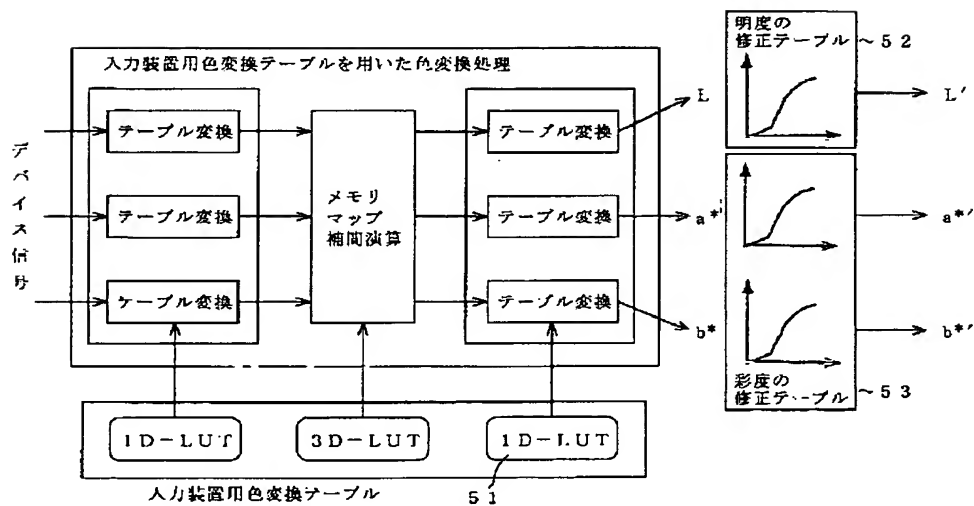 明度の
修正テーブル ～52
入力装置用色変換テーブルを用いた色変換処理
デバイス信号
テーブル変換
テーブル変換
ケーブル変換
メモリ
マップ
補間演算
テーブル変換
テーブル変換
テーブル変換
L
a*'
b*
L'
a*'
b*'
彩度の
修正テーブル ～53
1D-LUT
3D-LUT
1D-LUT
入力装置用色変換テーブル
51